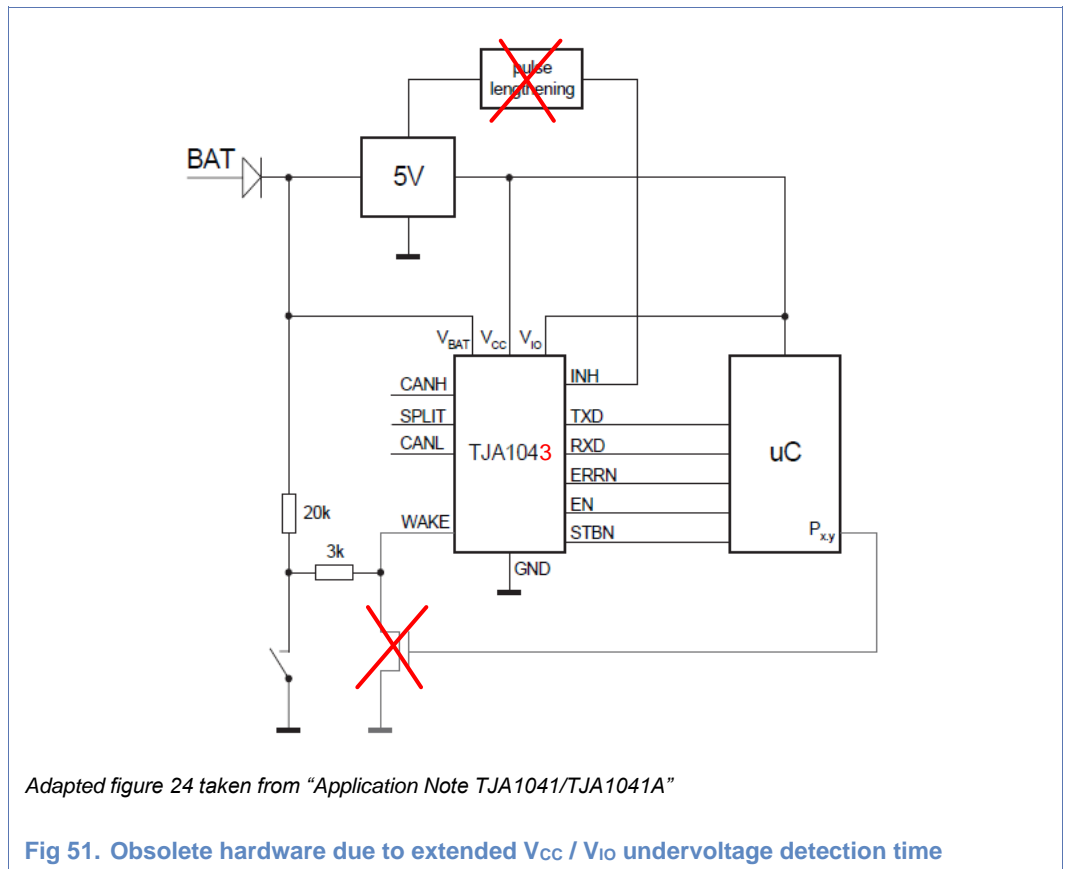 pulse
lengthening
BAT
5V
VBAT VCC VIO
CANH
INH
SPLIT
TXD
CANL
TJA1043
RXD
uC
ERRN
EN
WAKE
STBN
Px.y
20k
3k
GND
Adapted figure 24 taken from “Application Note TJA1041/TJA1041A”
Fig 51. Obsolete hardware due to extended VCC / VIO undervoltage detection time